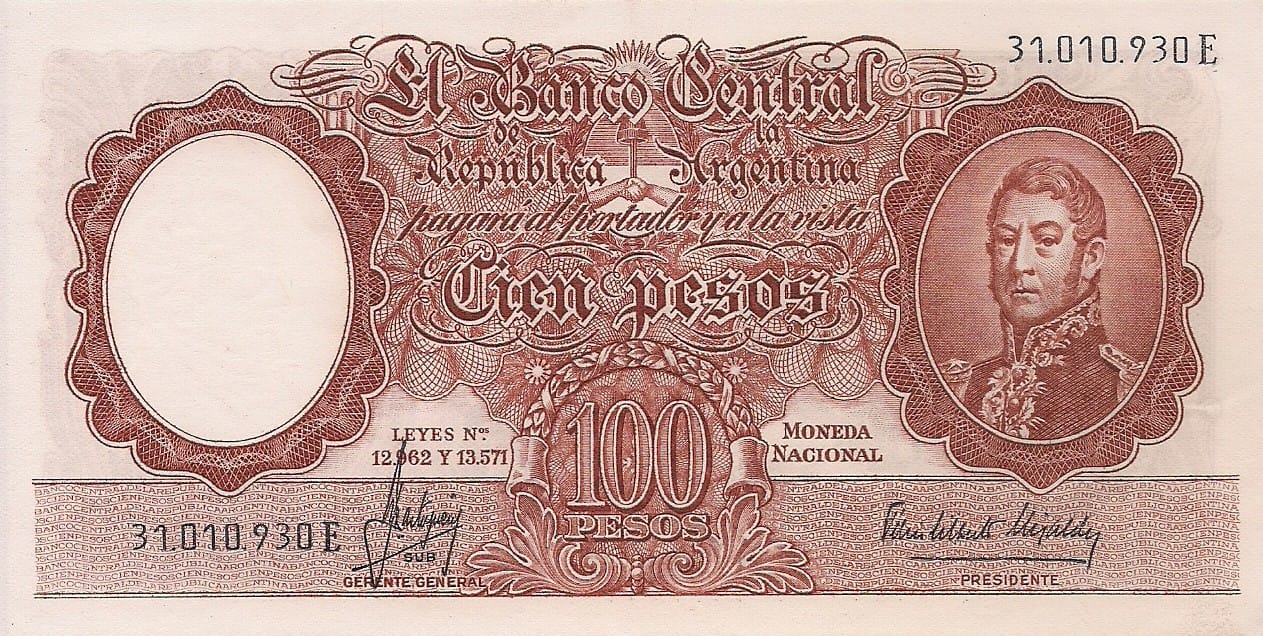 31.010.930E
El Banco Central
de la
República Argentina
pagará al portador y a la vista
Cien pesos
LEYES Nos.
12.962 Y 13.571
100
PESOS
MONEDA
NACIONAL
31.010.930E
SUB
GERENTE GENERAL
PRESIDENTE